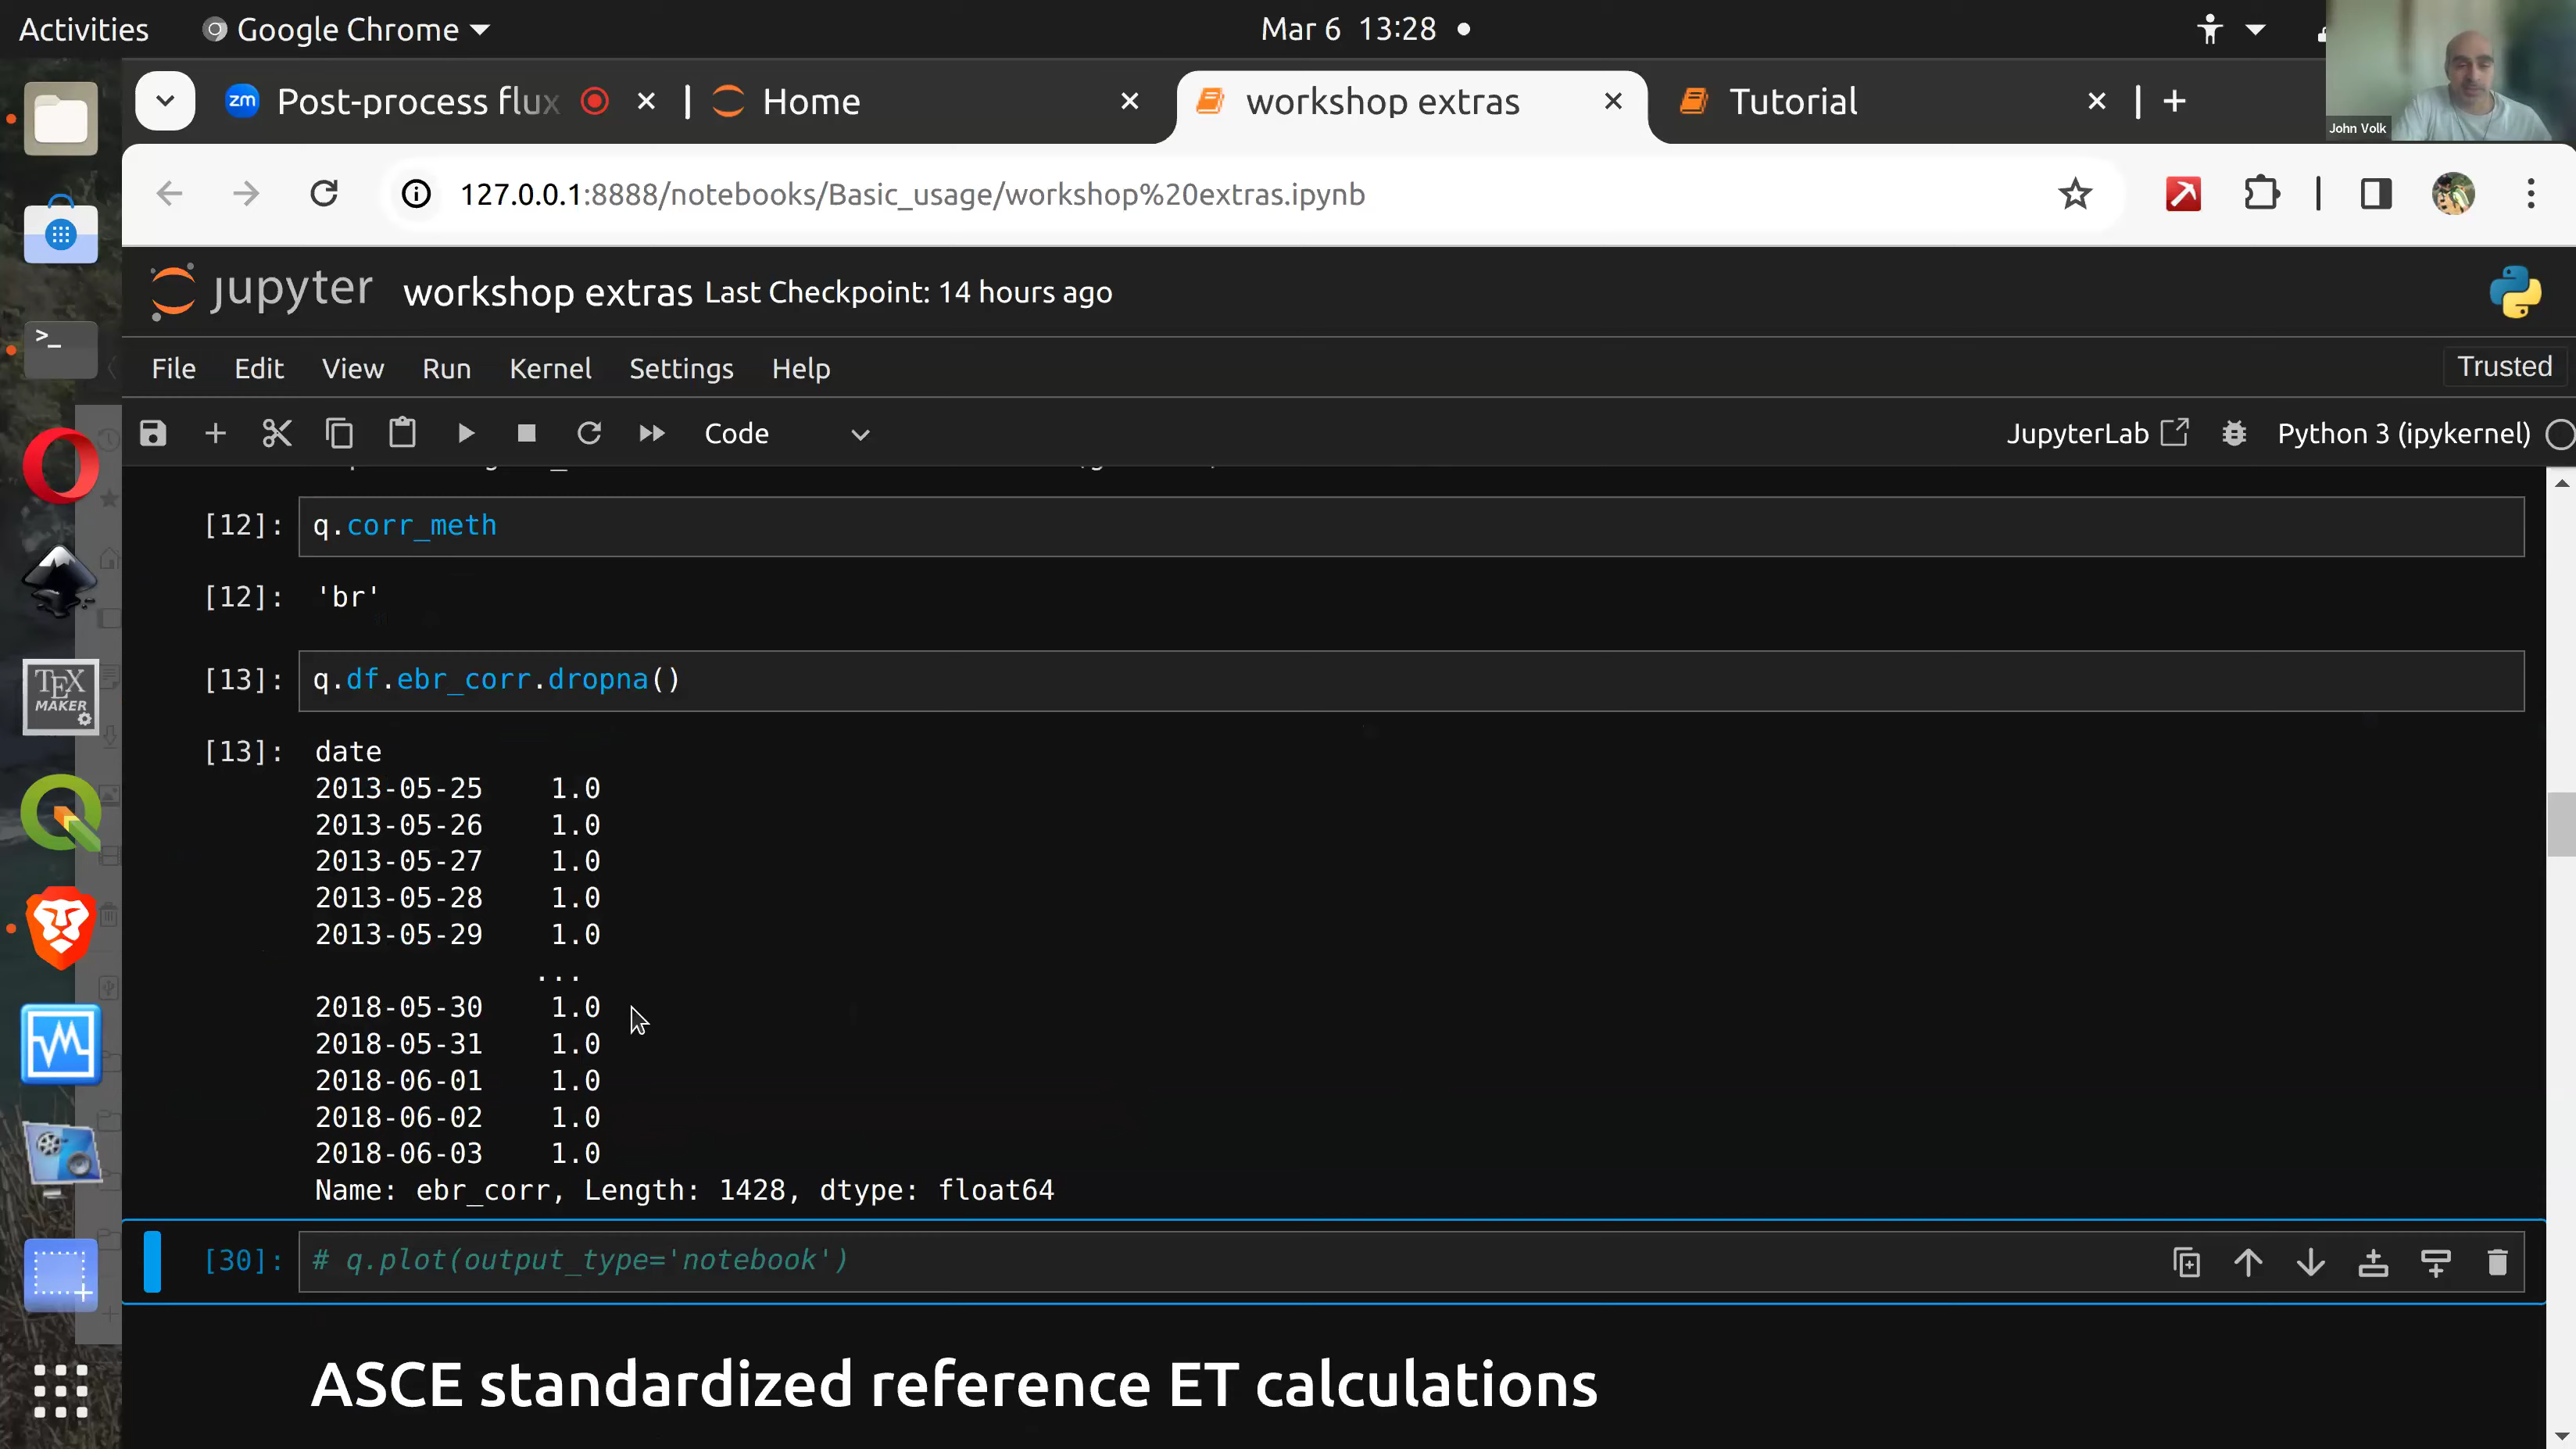 Activities
Google Chrome
Mar 6 13:28
John Volk
zm Post-process flux
Home
workshop extras
Tutorial
127.0.0.1:8888/notebooks/Basic_usage/workshop%20extras.ipynb
jupyter workshop extras Last Checkpoint: 14 hours ago
File Edit View Run Kernel Settings Help
Trusted
Code
JupyterLab
Python 3 (ipykernel)
>_
[12]: q.corr_meth
[12]: 'br'
TEX
MAKER
[13]: q.df.ebr_corr.dropna()
[13]: date
2013-05-25 1.0
2013-05-26 1.0
2013-05-27 1.0
2013-05-28 1.0
2013-05-29 1.0
...
2018-05-30 1.0
2018-05-31 1.0
2018-06-01 1.0
2018-06-02 1.0
2018-06-03 1.0
Name: ebr_corr, Length: 1428, dtype: float64
[30]: # q.plot(output_type='notebook')
ASCE standardized reference ET calculations